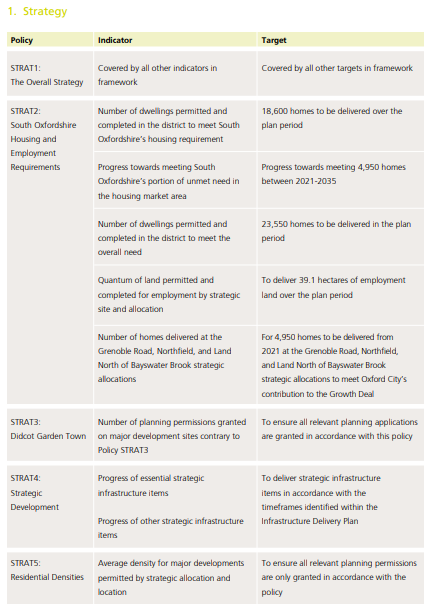 1. Strategy
Policy Indicator Target
STRAT1:
The Overall Strategy
Covered by all other indicators in
framework
Covered by all other targets in framework
STRAT2:
South Oxfordshire
Housing and
Employment
Requirements
Number of dwellings permitted and
completed in the district to meet South
Oxfordshire's housing requirement
18,600 homes to be delivered over the
plan period
Progress towards meeting South
Oxfordshire's portion of unmet need in
the housing market area
Progress towards meeting 4,950 homes
between 2021-2035
Number of dwellings permitted and
completed in the district to meet the
overall need
23,550 homes to be delivered in the plan
period
Quantum of land permitted and
completed for employment by strategic
site and allocation
To deliver 39.1 hectares of employment
land over the plan period
Number of homes delivered at the
Grenoble Road, Northfield, and Land
North of Bayswater Brook strategic
allocations
For 4,950 homes to be delivered from
2021 at the Grenoble Road, Northfield,
and Land North of Bayswater Brook
strategic allocations to meet Oxford City's
contribution to the Growth Deal
STRAT3:
Didcot Garden Town
Number of planning permissions granted
on major development sites contrary to
Policy STRAT3
To ensure all relevant planning applications
are granted in accordance with this policy
STRAT4:
Strategic
Development
Progress of essential strategic
infrastructure items
Progress of other strategic infrastructure
items
To deliver strategic infrastructure
items in accordance with the
timeframes identified within the
Infrastructure Delivery Plan
STRAT5:
Residential Densities
Average density for major developments
permitted by strategic allocation and
location
To ensure all relevant planning permissions
are only granted in accordance with the
policy